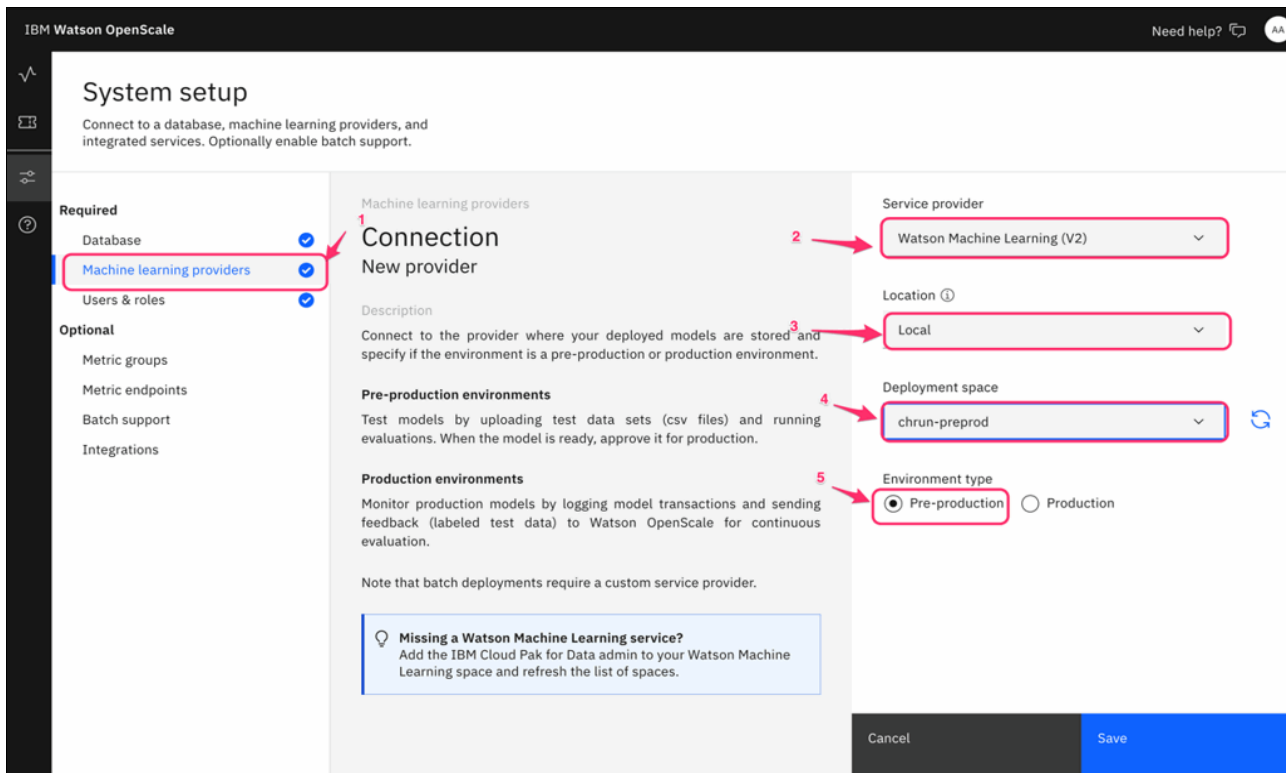 IBM Watson OpenScale
Need help?
AA
System setup
Connect to a database, machine learning providers, and
integrated services. Optionally enable batch support.
Required
Database
Machine learning providers
Users & roles
Optional
Metric groups
Metric endpoints
Batch support
Integrations
1
Machine learning providers
Connection
New provider
Description
Connect to the provider where your deployed models are stored and
specify if the environment is a pre-production or production environment.
Pre-production environments
Test models by uploading test data sets (csv files) and running
evaluations. When the model is ready, approve it for production.
Production environments
Monitor production models by logging model transactions and sending
feedback (labeled test data) to Watson OpenScale for continuous
evaluation.
Note that batch deployments require a custom service provider.
Missing a Watson Machine Learning service?
Add the IBM Cloud Pak for Data admin to your Watson Machine
Learning space and refresh the list of spaces.
Service provider
2
Watson Machine Learning (V2)
Location
3
Local
Deployment space
4
chrun-preprod
Environment type
5
Pre-production
Production
Cancel
Save